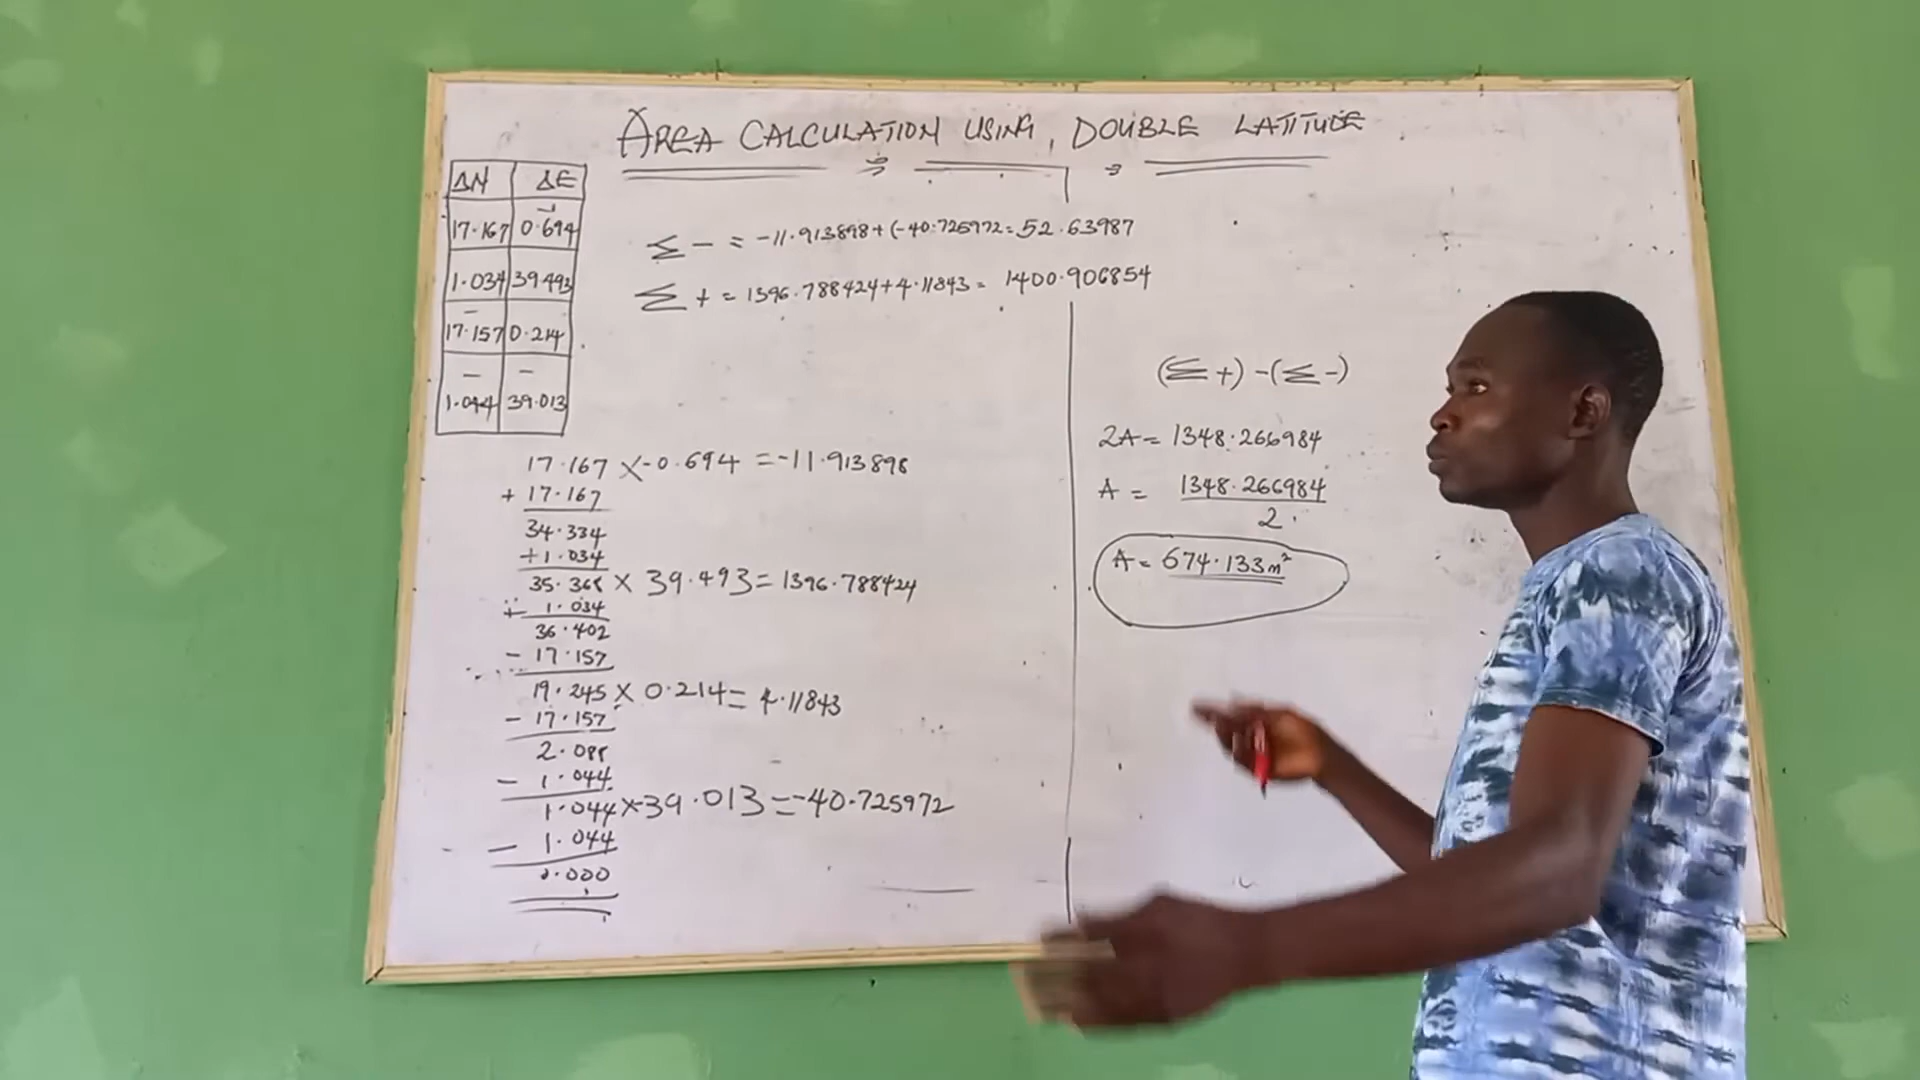 AREA CALCULATION USING, DOUBLE LATITUDE
ΔN ΔE
17.167 -0.694
1.034 39.493
-17.157 0.214
-1.044 -39.013
Σ - = -11.913898+(-40.725972=52.63987
Σ + = 1396.788424+4.11843= 1400.906854
17.167 X-0.694 =-11.913898
+ 17.167
34.334
+1.034
35.368 × 39.493=1396.788424
+ 1.034
36.402
- 17.157
19.245 X 0.214= 4.11843
- 17.157
2.088
- 1.044
1.044 x-39.013=-40.725972
- 1.044
0.000
(Σ+) -(Σ-)
2A= 1348.266984
A = 1348.266984
2
A= 674.133m²